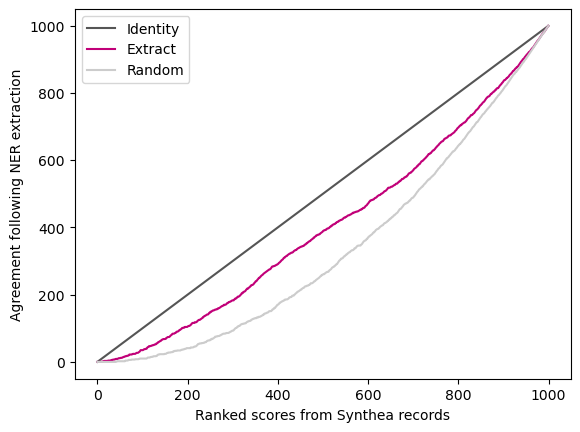 Identity
Extract
Random
1000
800
600
400
200
0
Agreement following NER extraction
0 200 400 600 800 1000
Ranked scores from Synthea records